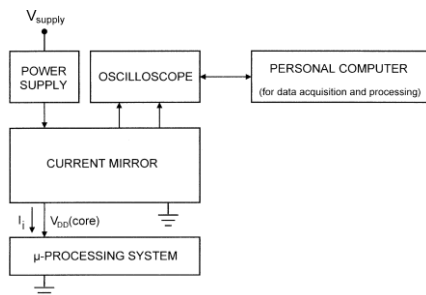 Vsupply
POWER
SUPPLY
OSCILLOSCOPE
PERSONAL COMPUTER
(for data acquisition and processing)
CURRENT MIRROR
Ii
VDD(core)
µ-PROCESSING SYSTEM